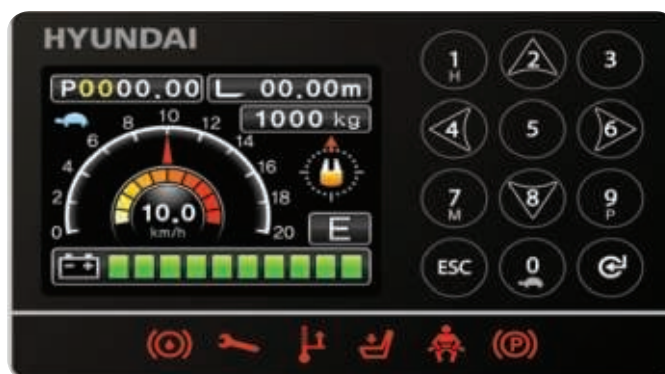 HYUNDAI
P0000.00 00.00m
1000 kg
0 2 4 6 8 10 12 14 16 18 20
10.0
km/h
E
1 2 3
H
4 5 6
7 8 9
M P
ESC 0
(P)